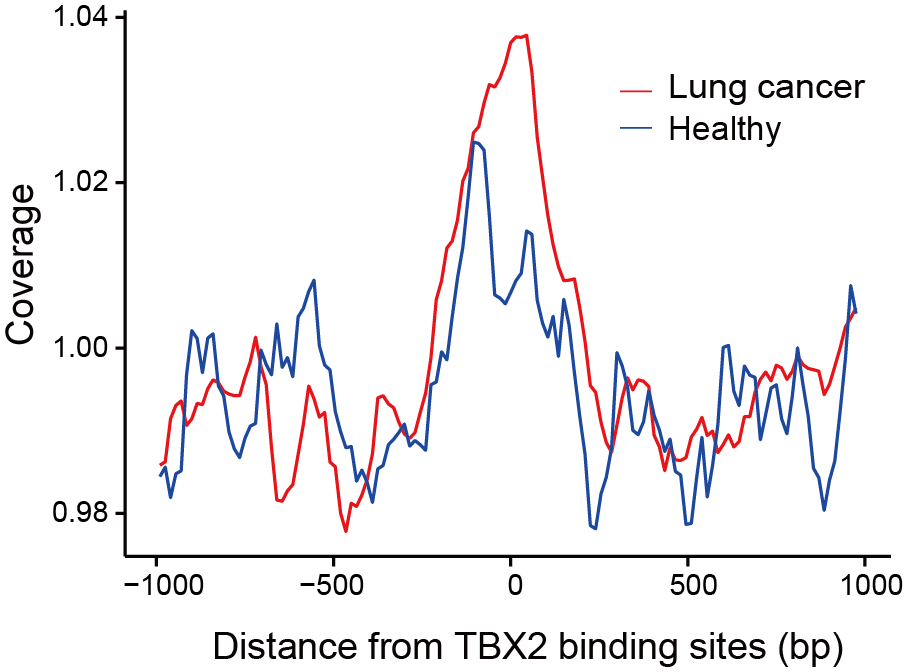 1.04
1.02
1.00
0.98
Coverage
Lung cancer
Healthy
−1000
−500
0
500
1000
Distance from TBX2 binding sites (bp)